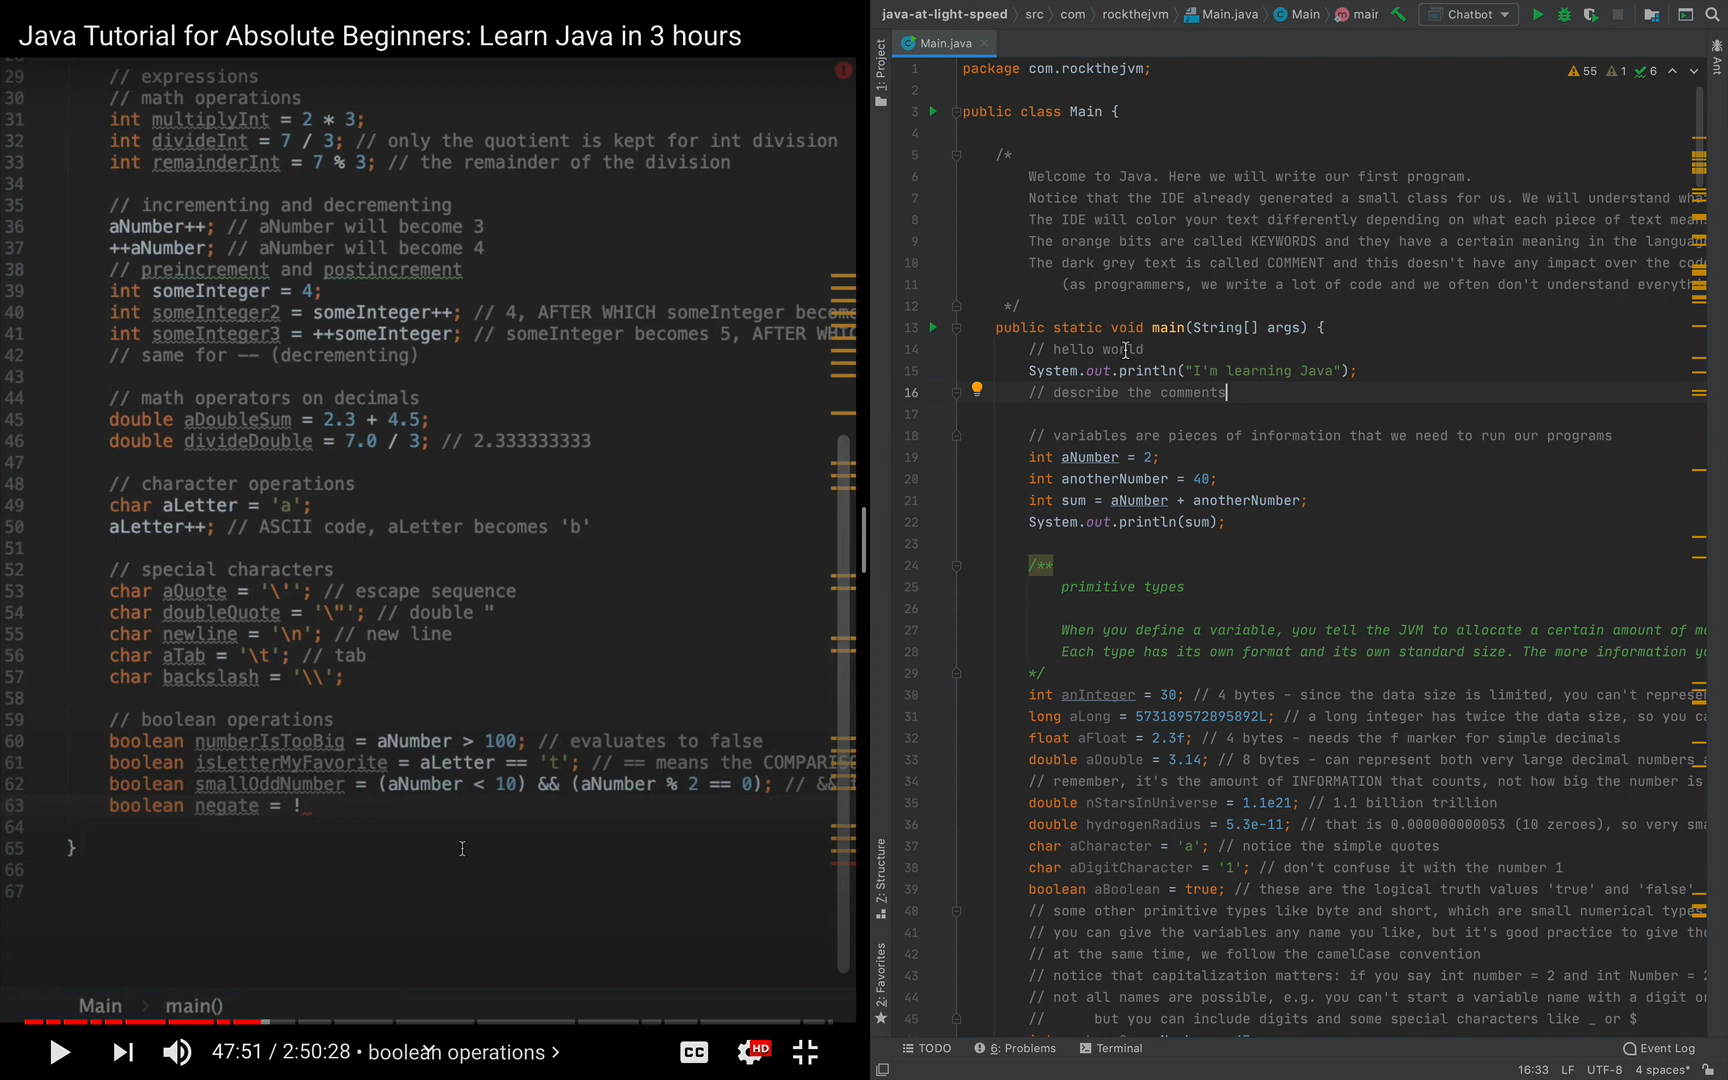 Java Tutorial for Absolute Beginners: Learn Java in 3 hours
29 // expressions
30 // math operations
31 int multiplyInt = 2 * 3;
32 int divideInt = 7 / 3; // only the quotient is kept for int division
33 int remainderInt = 7 % 3; // the remainder of the division
34
35 // incrementing and decrementing
36 aNumber++; // aNumber will become 3
37 ++aNumber; // aNumber will become 4
38 // preincrement and postincrement
39 int someInteger = 4;
40 int someInteger2 = someInteger++; // 4, AFTER WHICH someInteger become
41 int someInteger3 = ++someInteger; // someInteger becomes 5, AFTER WHIC
42 // same for -- (decrementing)
43
44 // math operators on decimals
45 double aDoubleSum = 2.3 + 4.5;
46 double divideDouble = 7.0 / 3; // 2.333333333
47
48 // character operations
49 char aLetter = 'a';
50 aLetter++; // ASCII code, aLetter becomes 'b'
51
52 // special characters
53 char aQuote = '\''; // escape sequence
54 char doubleQuote = '\"'; // double "
55 char newline = '\n'; // new line
56 char aTab = '\t'; // tab
57 char backslash = '\\';
58
59 // boolean operations
60 boolean numberIsTooBig = aNumber > 100; // evaluates to false
61 boolean isLetterMyFavorite = aLetter == 't'; // == means the COMPARIS
62 boolean smallOddNumber = (aNumber < 10) && (aNumber % 2 == 0); // &&
63 boolean negate = !
64
65 }
66
67
Main > main()
47:51 / 2:50:28 • boolean operations >
CC
HD
java-at-light-speed src com rockthejvm Main.java Main mair
Chatbot
1: Project
Main.java
Ant
55 1 6
1 package com.rockthejvm;
2
3 public class Main {
4
5 /*
6 Welcome to Java. Here we will write our first program.
7 Notice that the IDE already generated a small class for us. We will understand wha
8 The IDE will color your text differently depending on what each piece of text mean
9 The orange bits are called KEYWORDS and they have a certain meaning in the languag
10 The dark grey text is called COMMENT and this doesn't have any impact over the cod
11 (as programmers, we write a lot of code and we often don't understand everythi
12 */
13 public static void main(String[] args) {
14 // hello world
15 System.out.println("I'm learning Java");
16 // describe the comments
17
18 // variables are pieces of information that we need to run our programs
19 int aNumber = 2;
20 int anotherNumber = 40;
21 int sum = aNumber + anotherNumber;
22 System.out.println(sum);
23
24 /**
25 primitive types
26
27 When you define a variable, you tell the JVM to allocate a certain amount of me
28 Each type has its own format and its own standard size. The more information yo
29 */
30 int anInteger = 30; // 4 bytes - since the data size is limited, you can't represe
31 long aLong = 573189572895892L; // a long integer has twice the data size, so you ca
32 float aFloat = 2.3f; // 4 bytes - needs the f marker for simple decimals
33 double aDouble = 3.14; // 8 bytes - can represent both very large decimal numbers a
34 // remember, it's the amount of INFORMATION that counts, not how big the number is
35 double nStarsInUniverse = 1.1e21; // 1.1 billion trillion
36 double hydrogenRadius = 5.3e-11; // that is 0.000000000053 (10 zeroes), so very sma
37 char aCharacter = 'a'; // notice the simple quotes
38 char aDigitCharacter = '1'; // don't confuse it with the number 1
39 boolean aBoolean = true; // these are the logical truth values 'true' and 'false'
40 // some other primitive types like byte and short, which are small numerical types
41 // you can give the variables any name you like, but it's good practice to give the
42 // at the same time, we follow the camelCase convention
43 // notice that capitalization matters: if you say int number = 2 and int Number = 2
44 // not all names are possible, e.g. you can't start a variable name with a digit or
45 // but you can include digits and some special characters like _ or $
7: Structure
2: Favorites
TODO 6: Problems Terminal Event Log
16:33 LF UTF-8 4 spaces*